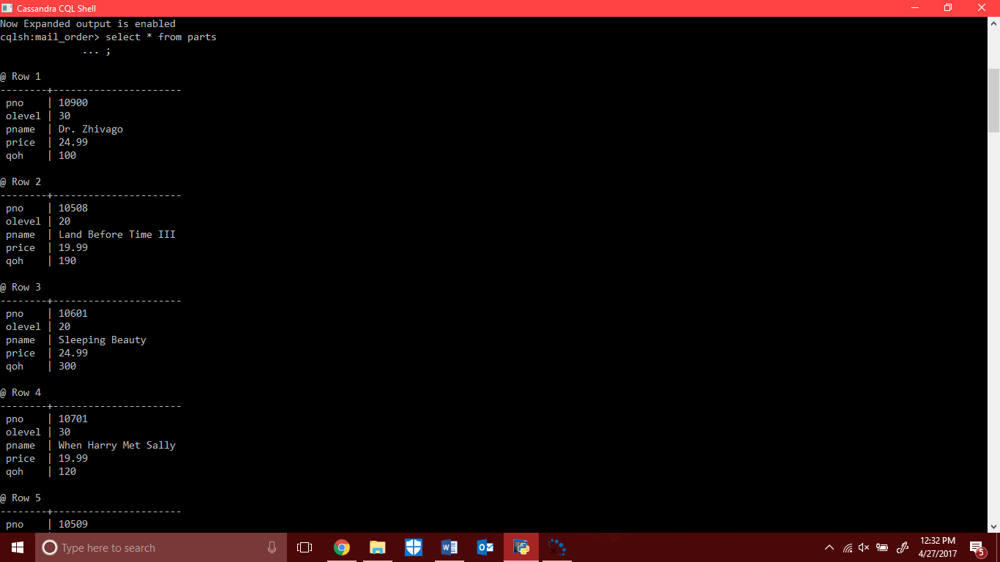 Cassandra CQL Shell
Now Expanded output is enabled
cqlsh:mail_order> select * from parts
... ;
@ Row 1
--------+----------------------
pno | 10900
olevel | 30
pname | Dr. Zhivago
price | 24.99
qoh | 100
@ Row 2
--------+----------------------
pno | 10508
olevel | 20
pname | Land Before Time III
price | 19.99
qoh | 190
@ Row 3
--------+----------------------
pno | 10601
olevel | 20
pname | Sleeping Beauty
price | 24.99
qoh | 300
@ Row 4
--------+----------------------
pno | 10701
olevel | 30
pname | When Harry Met Sally
price | 19.99
qoh | 120
@ Row 5
--------+----------------------
pno | 10509
Type here to search
12:32 PM
4/27/2017
5